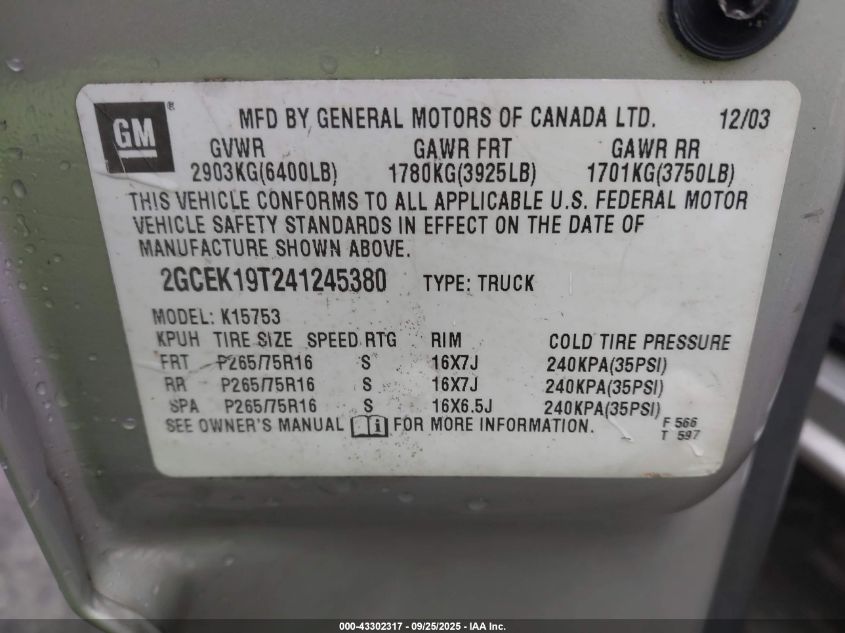 GM®
MFD BY GENERAL MOTORS OF CANADA LTD. 12/03
GVWR GAWR FRT GAWR RR
2903KG(6400LB) 1780KG(3925LB) 1701KG(3750LB)
THIS VEHICLE CONFORMS TO ALL APPLICABLE U.S. FEDERAL MOTOR
VEHICLE SAFETY STANDARDS IN EFFECT ON THE DATE OF
MANUFACTURE SHOWN ABOVE.
2GCEK19T241245380 TYPE: TRUCK
MODEL: K15753
KPUH TIRE SIZE SPEED RTG RIM COLD TIRE PRESSURE
FRT P265/75R16 S 16X7J 240KPA(35PSI)
RR P265/75R16 S 16X7J 240KPA(35PSI)
SPA P265/75R16 S 16X6.5J 240KPA(35PSI)
SEE OWNER'S MANUAL i FOR MORE INFORMATION.
F 566
T 597
000-43302317 - 09/25/2025 - IAA Inc.